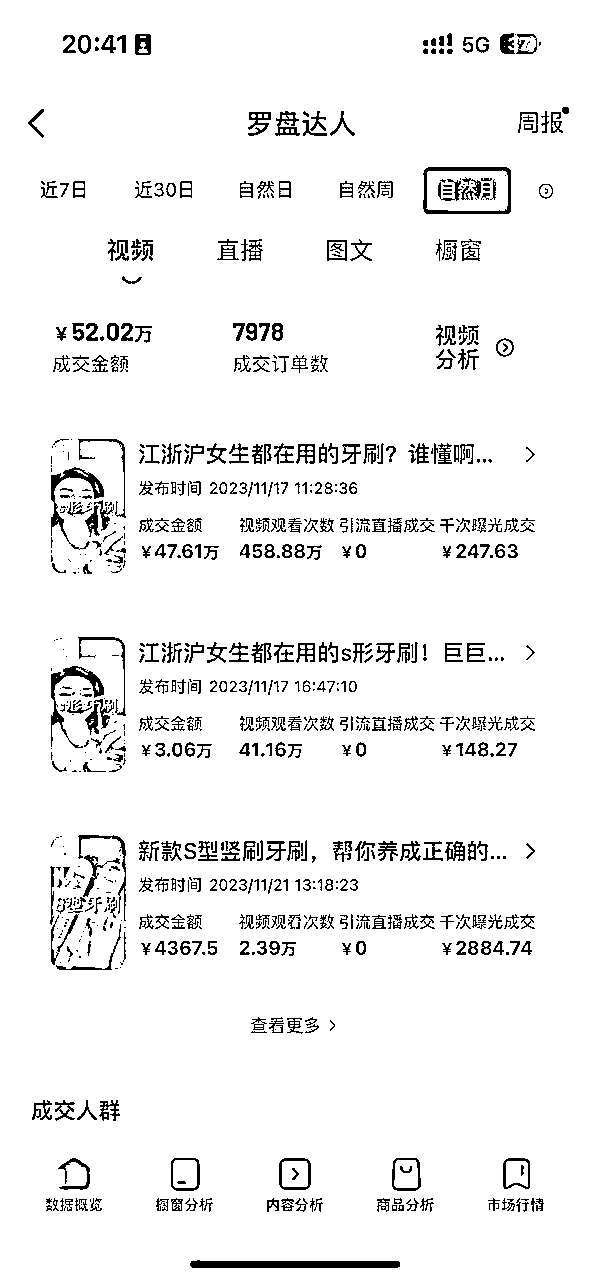 20:41 5G 37
罗盘达人 周报
近7日 近30日 自然日 自然周 自然月
视频 直播 图文 橱窗
¥52.02万 7978 视频
成交金额 成交订单数 分析
江浙沪女生都在用的牙刷？谁懂啊...
发布时间 2023/11/17 11:28:36
成交金额 视频观看次数 引流直播成交 千次曝光成交
¥47.61万 458.88万 ¥0 ¥247.63
江浙沪女生都在用的s形牙刷！巨巨...
发布时间 2023/11/17 16:47:10
成交金额 视频观看次数 引流直播成交 千次曝光成交
¥3.06万 41.16万 ¥0 ¥148.27
新款S型竖刷牙刷，帮你养成正确的...
发布时间 2023/11/21 13:18:23
成交金额 视频观看次数 引流直播成交 千次曝光成交
¥4367.5 2.39万 ¥0 ¥2884.74
查看更多
成交人群
数据概览 橱窗分析 内容分析 商品分析 市场行情